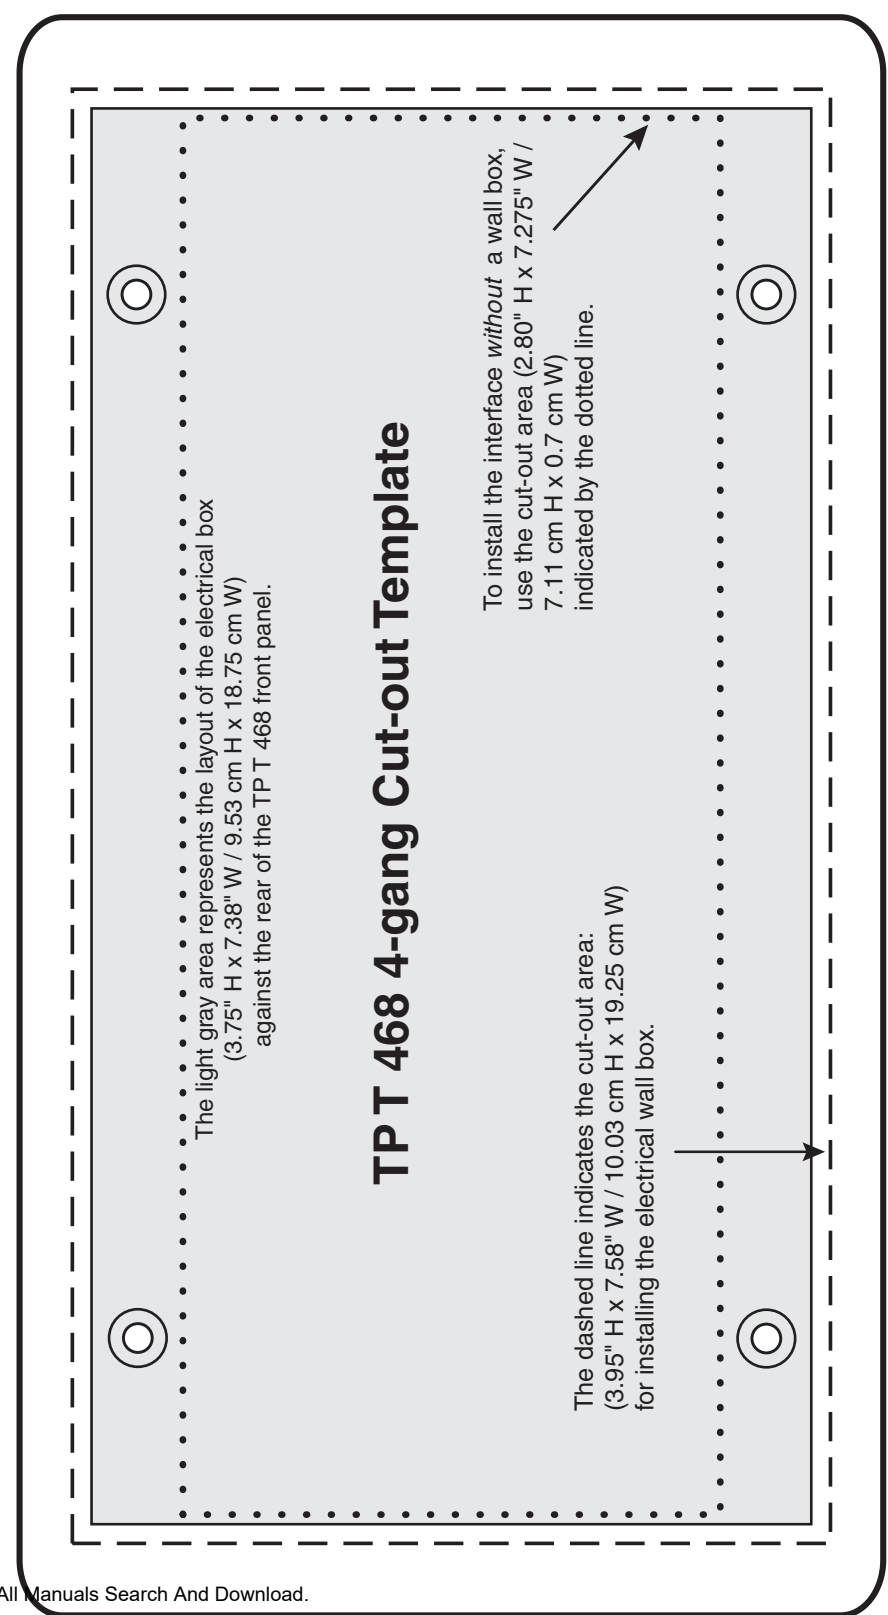 The light gray area represents the layout of the electrical box
(3.75" H x 7.38" W / 9.53 cm H x 18.75 cm W)
against the rear of the TPT 468 front panel.
TPT 468 4-gang Cut-out Template
To install the interface without a wall box,
use the cut-out area (2.80" H x 7.275" W /
7.11 cm H x 0.7 cm W)
indicated by the dotted line.
The dashed line indicates the cut-out area:
(3.95" H x 7.58" W / 10.03 cm H x 19.25 cm W)
for installing the electrical wall box.
All Manuals Search And Download.